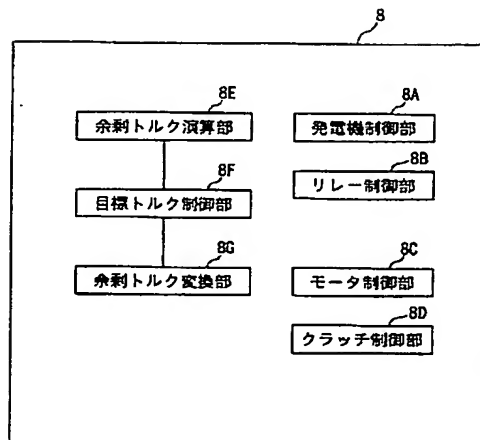 8
8E
余剰トルク演算部
8A
発電機制御部
8F
目標トルク制御部
8B
リレー制御部
8G
余剰トルク変換部
8C
モータ制御部
8D
クラッチ制御部